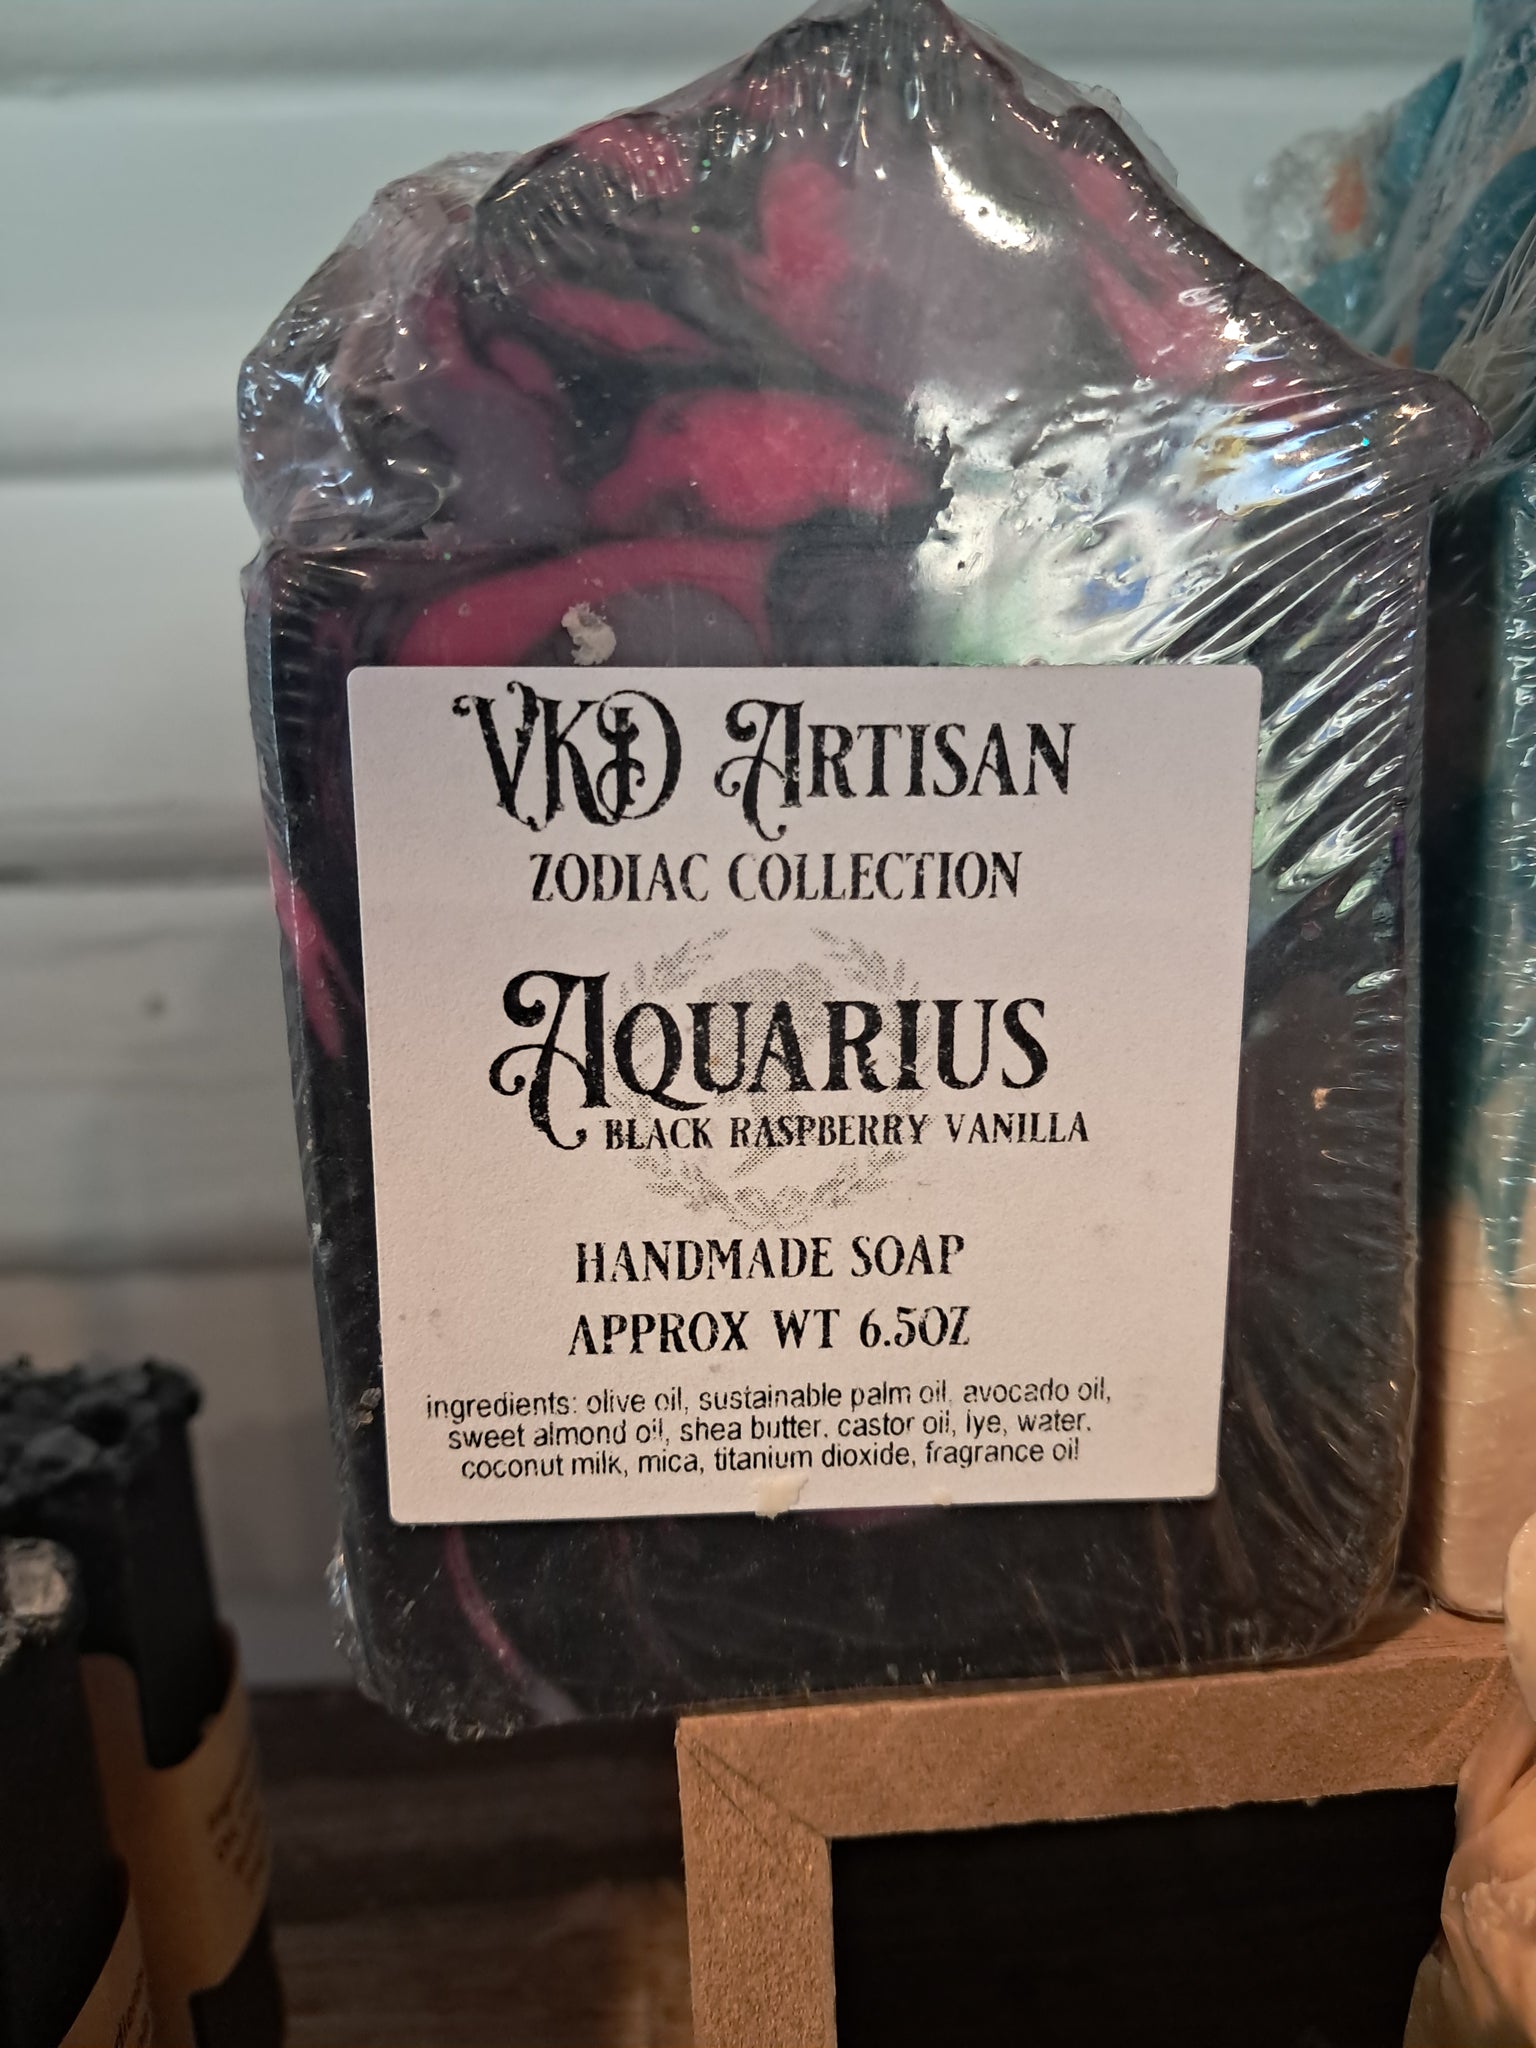 VKD ARTISAN
ZODIAC COLLECTION
AQUARIUS
BLACK RASPBERRY VANILLA
HANDMADE SOAP
APPROX WT 6.5OZ
ingredients: olive oil, sustainable palm oil, avocado oil,
sweet almond oil, shea butter, castor oil, lye, water,
coconut milk, mica, titanium dioxide, fragrance oil